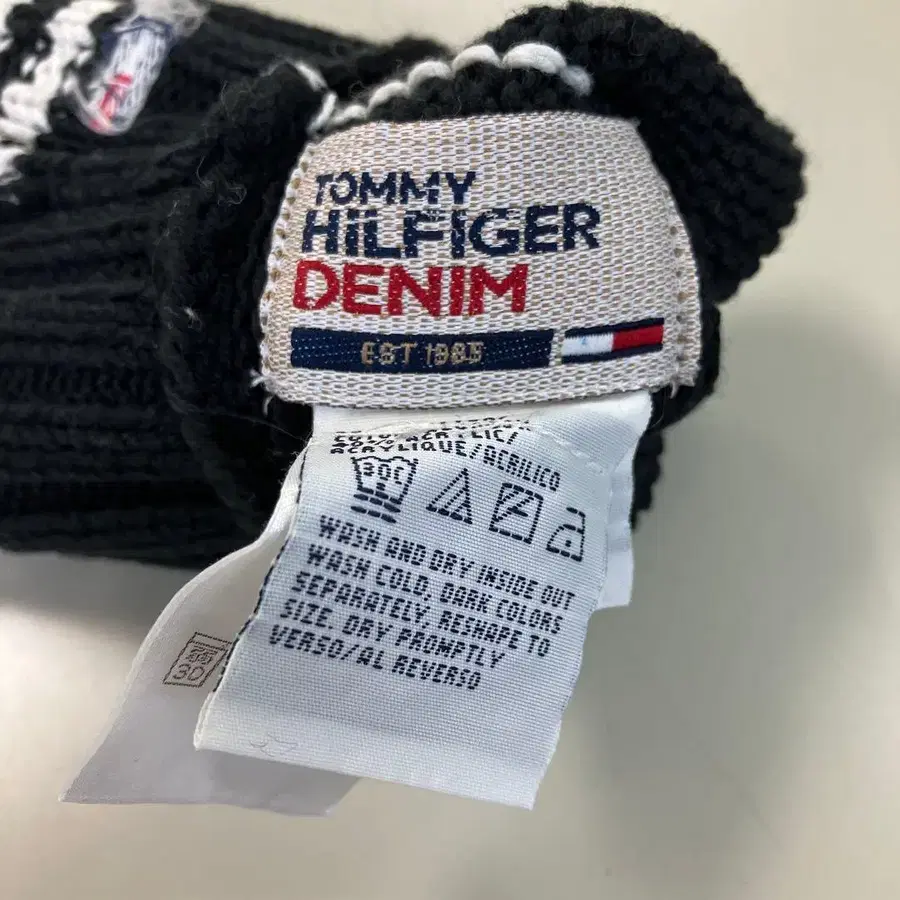 TOMMY
HILFIGER
DENIM
EST 1985
ACRYLIQUE/ACRILICO
30C
WASH AND DRY INSIDE OUT
WASH COLD. DARK COLORS
SEPARATELY. RESHAPE TO
SIZE. DRY PROMPTLY
VERSO/AL REVERSO
30